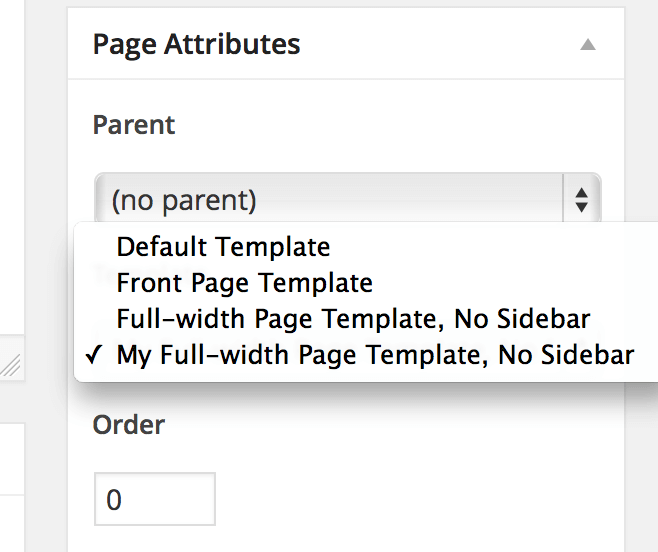 Page Attributes
Parent
(no parent)
Default Template
Front Page Template
Full-width Page Template, No Sidebar
✓ My Full-width Page Template, No Sidebar
Order
0